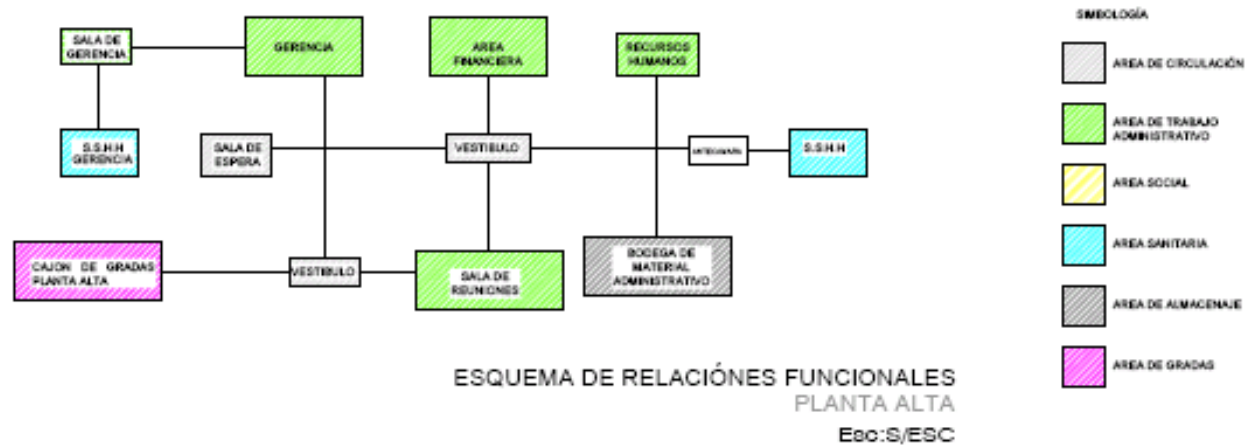 SALA DE
GERENCIA
GERENCIA
AREA
FINANCIERA
RECURSOS
HUMANOS
S.S.H.H
GERENCIA
SALA DE
ESPERA
VESTIBULO
S.S.H.H
CAJON DE GRADAS
PLANTA ALTA
VESTIBULO
SALA DE
REUNIONES
BODEGA DE
MATERIAL
ADMINISTRATIVO
SIMBOLOGÍA
AREA DE CIRCULACIÓN
AREA DE TRABAJO
ADMINISTRATIVO
AREA SOCIAL
AREA SANITARIA
AREA DE ALMACENAJE
AREA DE GRADAS
ESQUEMA DE RELACIÓNES FUNCIONALES
PLANTA ALTA
Esc:S/ESC